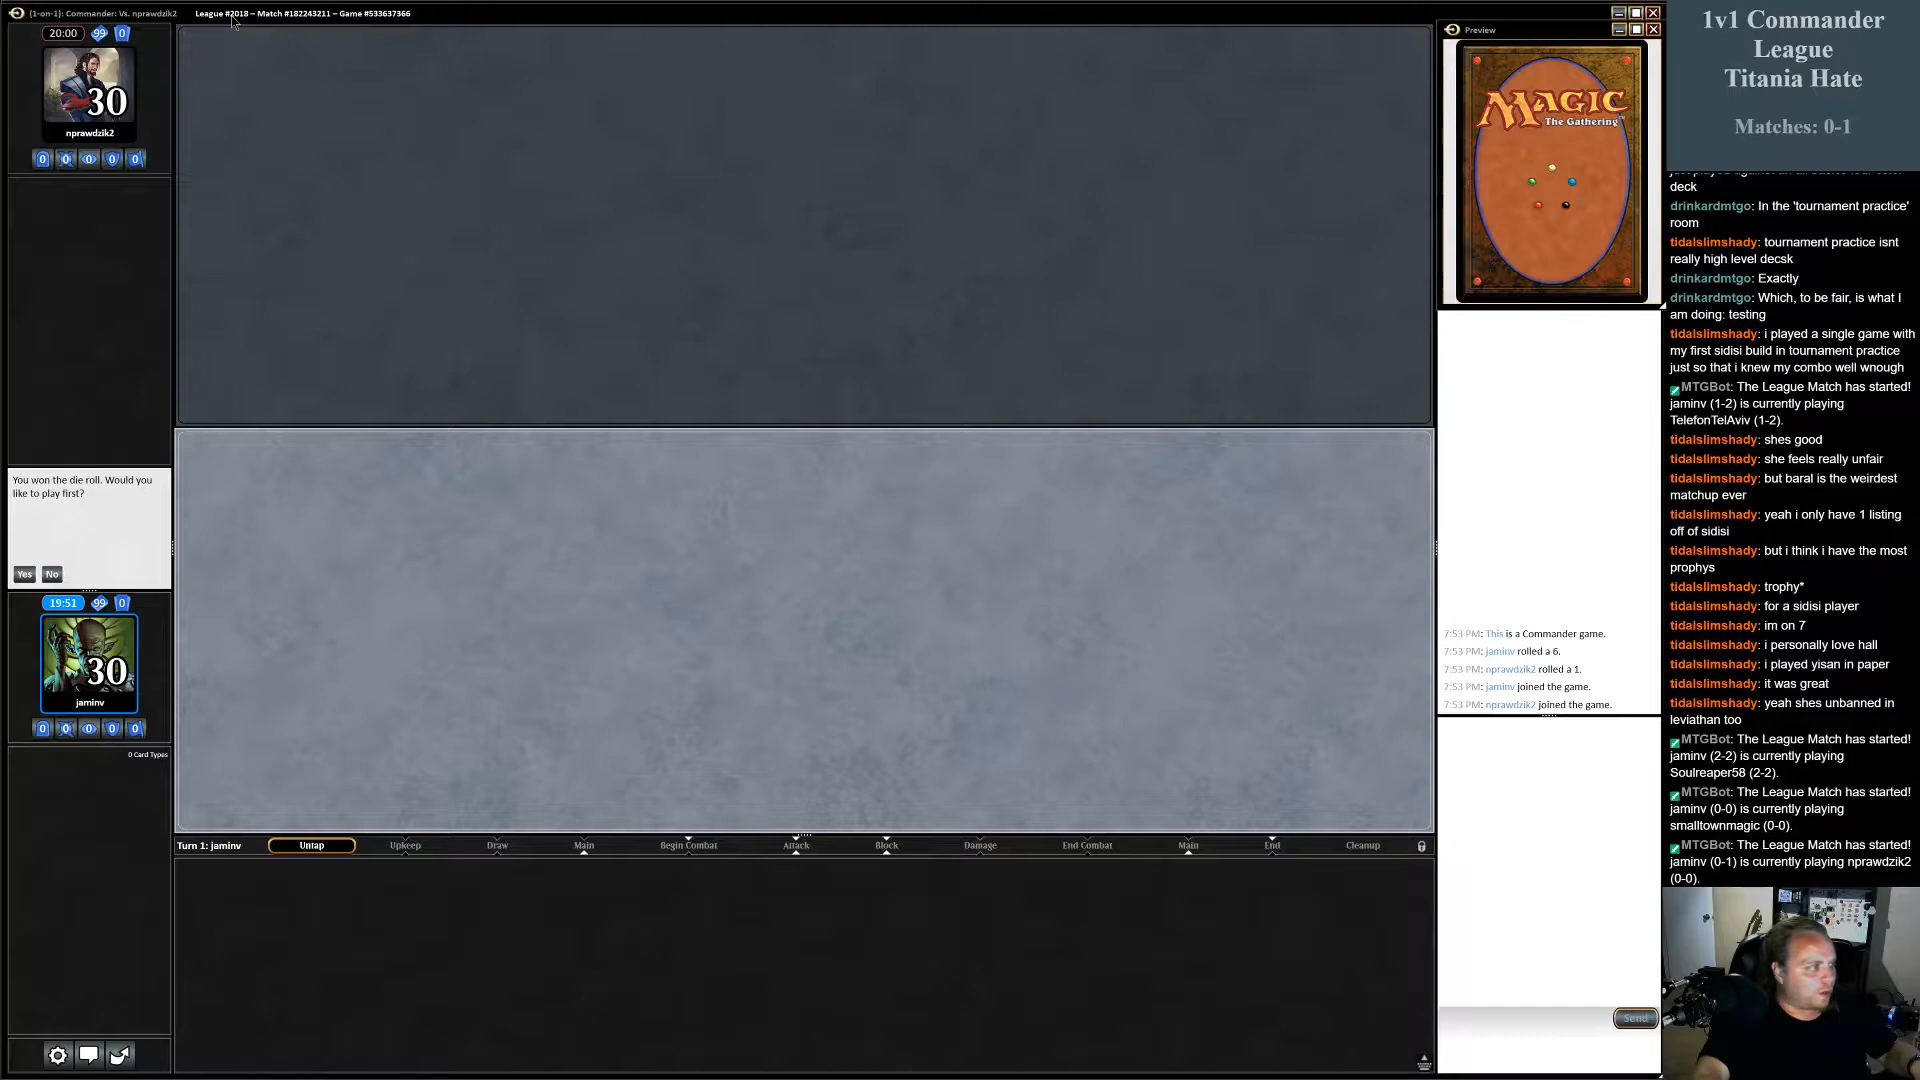 (1-on-1): Commander: Vs. nprawdzik2
League #2018 – Match #182243211 – Game #533637366
20:00
99
0
30
nprawdzik2
0
0
0
0
0
You won the die roll. Would you
like to play first?
Yes
No
19:51
99
0
30
jaminv
0
0
0
0
0
0 Card Types
Turn 1: jaminv
Untap
Upkeep
Draw
Main
Begin Combat
Attack
Block
Damage
End Combat
Main
End
Cleanup
Preview
MAGIC
The Gathering
7:53 PM: This is a Commander game.
7:53 PM: jaminv rolled a 6.
7:53 PM: nprawdzik2 rolled a 1.
7:53 PM: jaminv joined the game.
7:53 PM: nprawdzik2 joined the game.
Send
1v1 Commander
League
Titania Hate
Matches: 0-1
deck
drinkardmtgo: In the 'tournament practice'
room
tidalslimshady: tournament practice isnt
really high level decsk
drinkardmtgo: Exactly
drinkardmtgo: Which, to be fair, is what I
am doing: testing
tidalslimshady: i played a single game with
my first sidisi build in tournament practice
just so that i knew my combo well wnough
MTGBot: The League Match has started!
jaminv (1-2) is currently playing
TelefonTelAviv (1-2).
tidalslimshady: shes good
tidalslimshady: she feels really unfair
tidalslimshady: but baral is the weirdest
matchup ever
tidalslimshady: yeah i only have 1 listing
off of sidisi
tidalslimshady: but i think i have the most
prophys
tidalslimshady: trophy*
tidalslimshady: for a sidisi player
tidalslimshady: im on 7
tidalslimshady: i personally love hall
tidalslimshady: i played yisan in paper
tidalslimshady: it was great
tidalslimshady: yeah shes unbanned in
leviathan too
MTGBot: The League Match has started!
jaminv (2-2) is currently playing
Soulreaper58 (2-2).
MTGBot: The League Match has started!
jaminv (0-0) is currently playing
smalltownmagic (0-0).
MTGBot: The League Match has started!
jaminv (0-1) is currently playing nprawdzik2
(0-0).